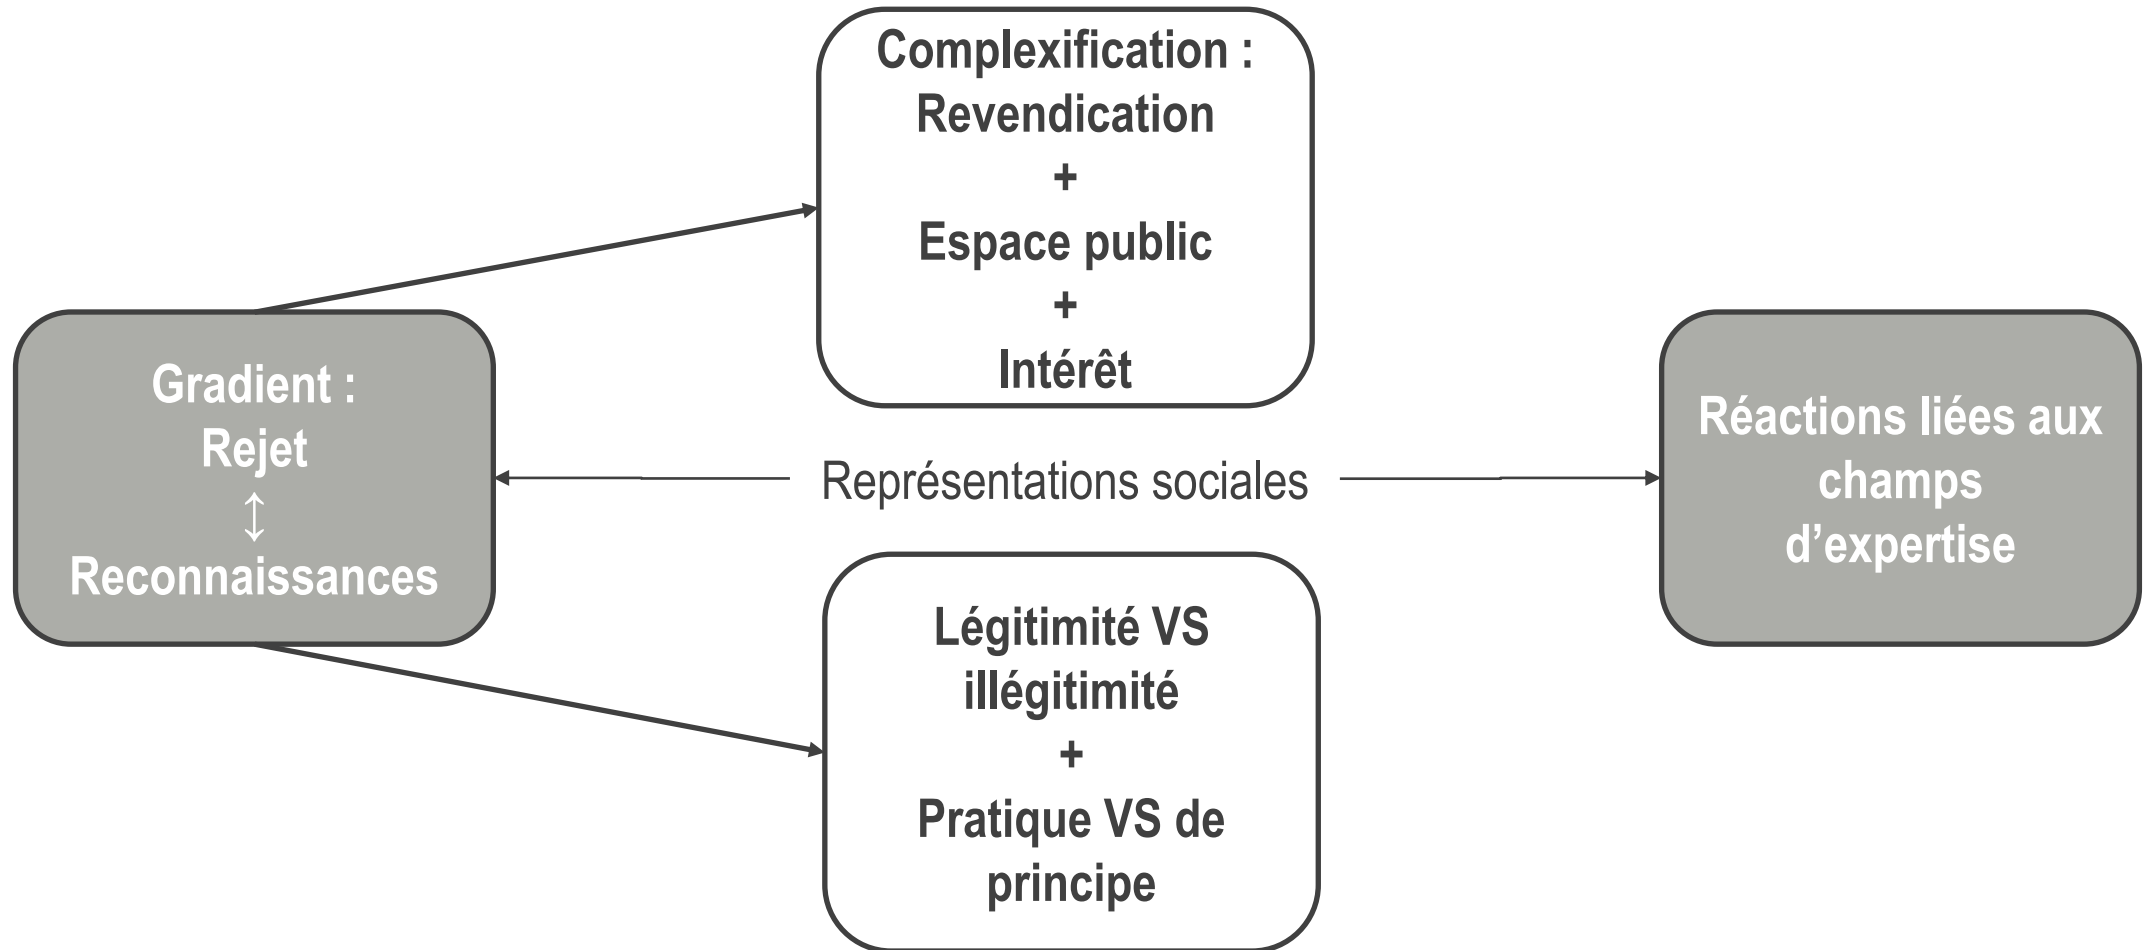 Complexification :
Revendication
+
Espace public
+
Intérêt
Gradient :
Rejet
↕
Reconnaissances
Représentations sociales
Réactions liées aux
champs
d’expertise
Légitimité VS
illégitimité
+
Pratique VS de
principe